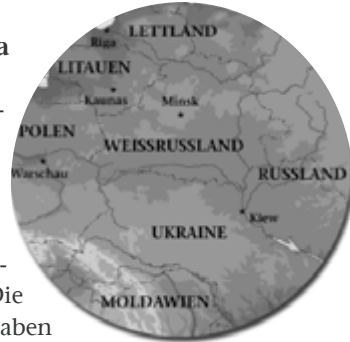 a
-
-
Die
aben
LETTLAND
Riga
LITAUEN
Kaunas
Minsk
POLEN
WEISSRUSSLAND
Warschau
RUSSLAND
Kiew
UKRAINE
MOLDAWIEN